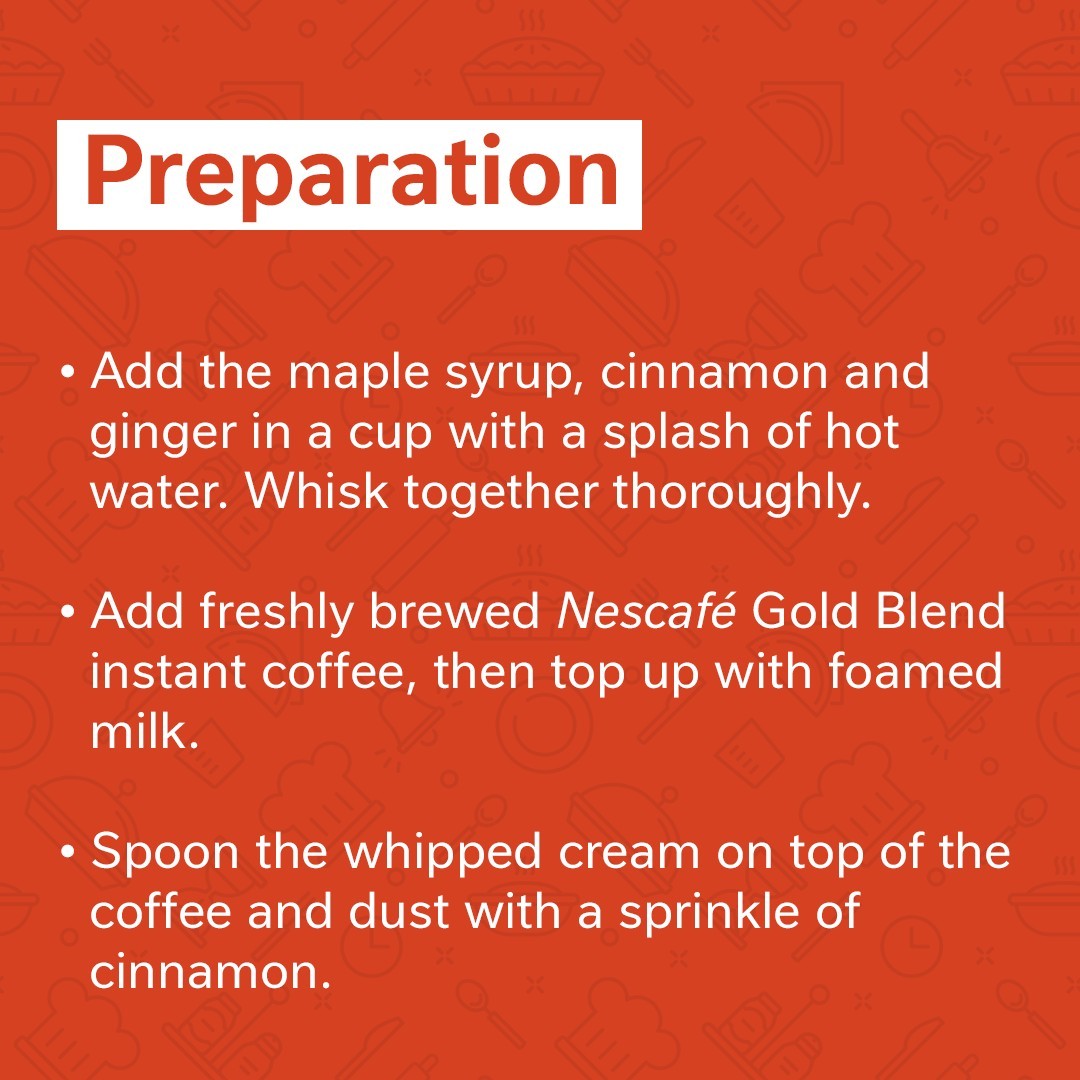 Preparation
• Add the maple syrup, cinnamon and
ginger in a cup with a splash of hot
water. Whisk together thoroughly.
• Add freshly brewed Nescafé Gold Blend
instant coffee, then top up with foamed
milk.
• Spoon the whipped cream on top of the
coffee and dust with a sprinkle of
cinnamon.